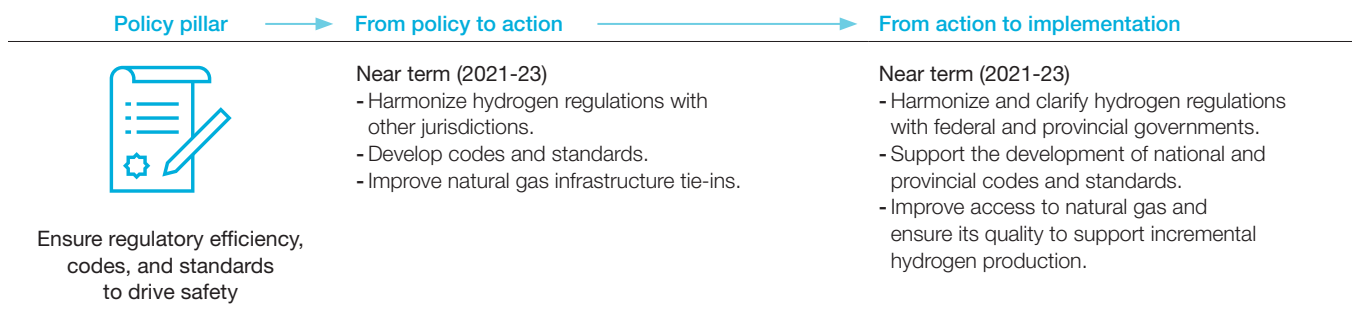 Policy pillar
From policy to action
From action to implementation
Ensure regulatory efficiency,
codes, and standards
to drive safety
Near term (2021-23)
- Harmonize hydrogen regulations with
other jurisdictions.
- Develop codes and standards.
- Improve natural gas infrastructure tie-ins.
Near term (2021-23)
- Harmonize and clarify hydrogen regulations
with federal and provincial governments.
- Support the development of national and
provincial codes and standards.
- Improve access to natural gas and
ensure its quality to support incremental
hydrogen production.